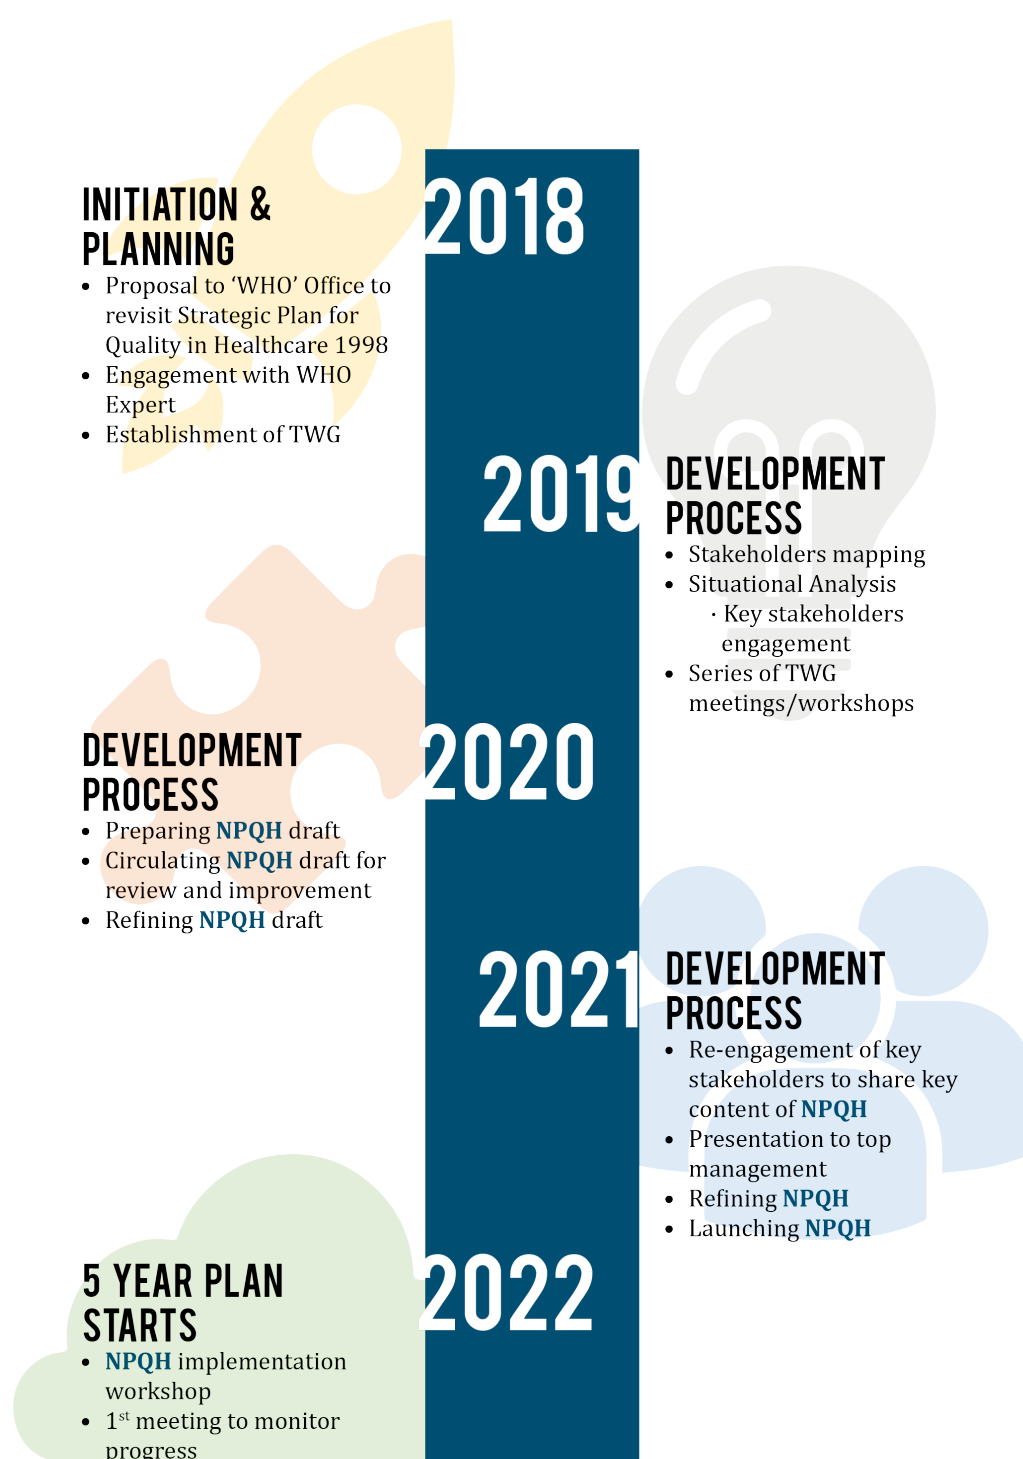 2018
INITIATION &
PLANNING
• Proposal to ‘WHO’ Office to
revisit Strategic Plan for
Quality in Healthcare 1998
• Engagement with WHO
Expert
• Establishment of TWG
2019
DEVELOPMENT
PROCESS
• Stakeholders mapping
• Situational Analysis
· Key stakeholders
engagement
• Series of TWG
meetings/workshops
2020
DEVELOPMENT
PROCESS
• Preparing NPQH draft
• Circulating NPQH draft for
review and improvement
• Refining NPQH draft
2021
DEVELOPMENT
PROCESS
• Re-engagement of key
stakeholders to share key
content of NPQH
• Presentation to top
management
• Refining NPQH
• Launching NPQH
2022
5 YEAR PLAN
STARTS
• NPQH implementation
workshop
• 1st meeting to monitor
progress